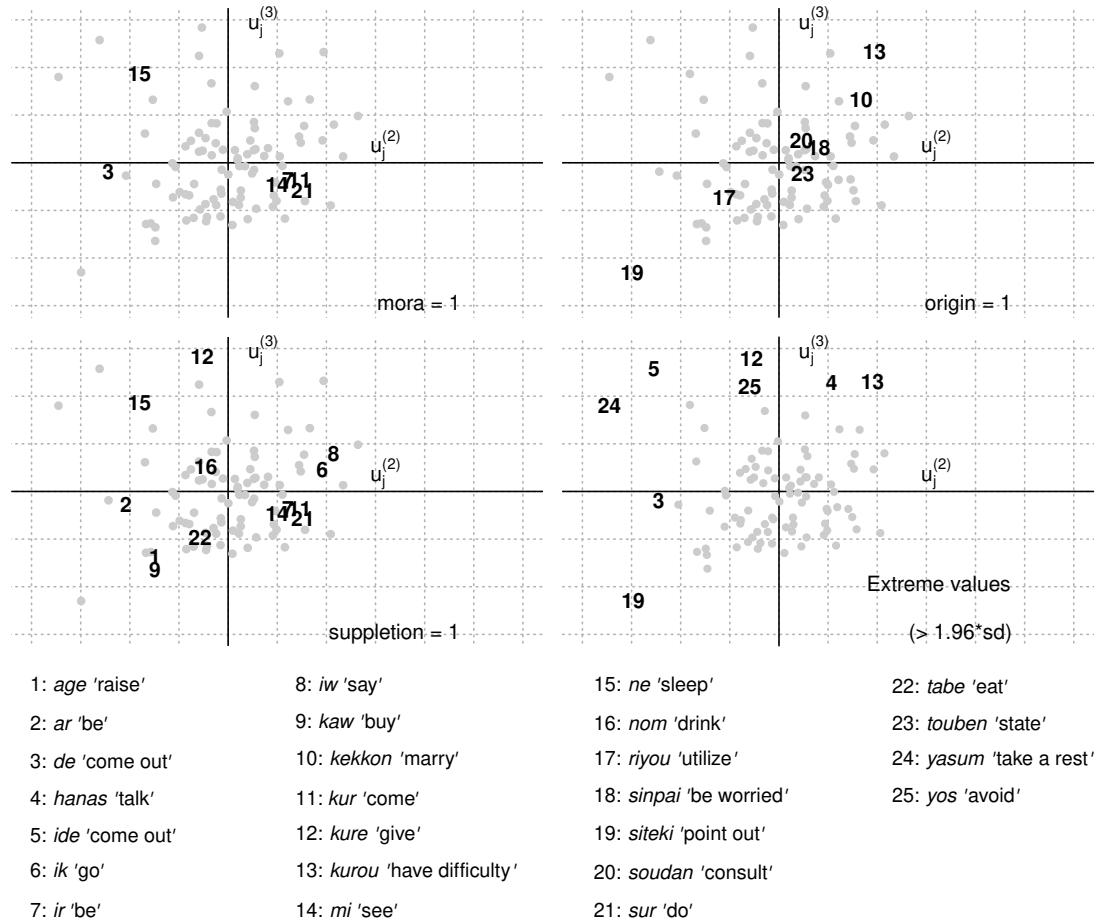 u_j^(3)
15
u_j^(2)
3
7 11
14 21
mora = 1
u_j^(3)
13
10
20
18
u_j^(2)
23
17
19
origin = 1
12
u_j^(3)
15
8
16
6
u_j^(2)
2
7 11
14 21
22
1
9
suppletion = 1
5
12
u_j^(3)
25
4
13
24
u_j^(2)
3
19
Extreme values
(> 1.96*sd)
1: age 'raise'
2: ar 'be'
3: de 'come out'
4: hanas 'talk'
5: ide 'come out'
6: ik 'go'
7: ir 'be'
8: iw 'say'
9: kaw 'buy'
10: kekkon 'marry'
11: kur 'come'
12: kure 'give'
13: kurou 'have difficulty'
14: mi 'see'
15: ne 'sleep'
16: nom 'drink'
17: riyou 'utilize'
18: sinpai 'be worried'
19: siteki 'point out'
20: soudan 'consult'
21: sur 'do'
22: tabe 'eat'
23: touben 'state'
24: yasum 'take a rest'
25: yos 'avoid'